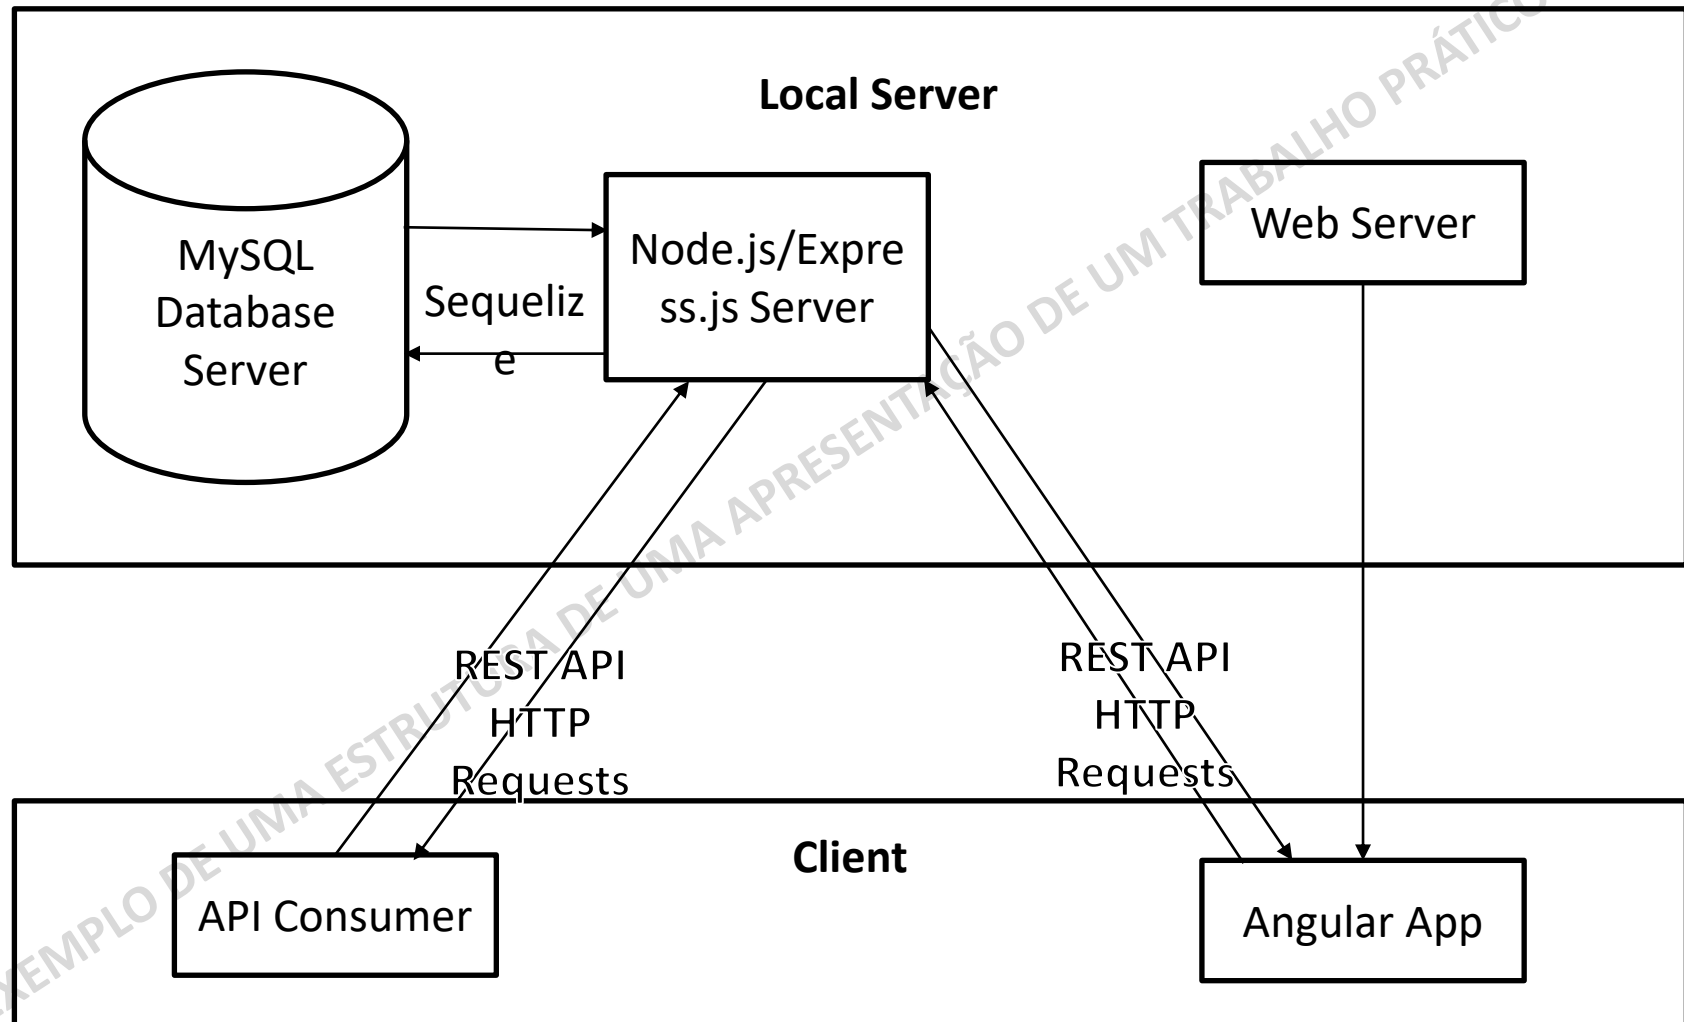 Local Server
MySQL
Database
Server
Sequeliz
e
Node.js/Expre
ss.js Server
Web Server
REST API
HTTP
Requests
REST API
HTTP
Requests
Client
API Consumer
Angular App
EXEMPLO DE UMA ESTRUTURA DE UMA APRESENTAÇÃO DE UM TRABALHO PRÁTICO